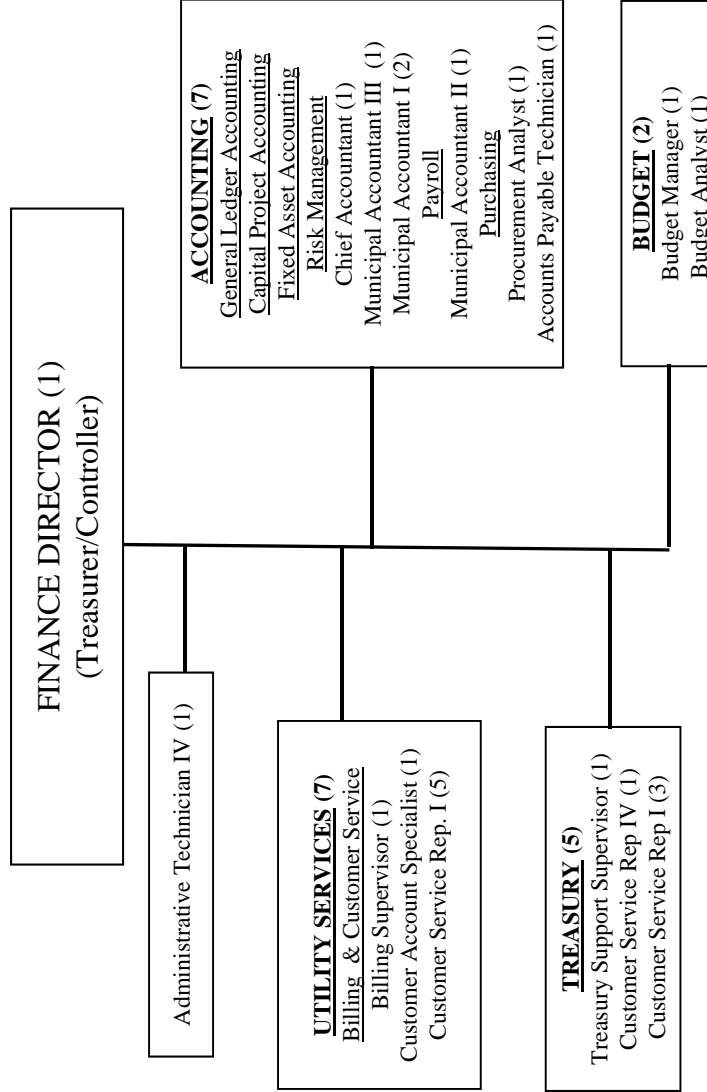 FINANCE DIRECTOR (1)
(Treasurer/Controller)
Administrative Technician IV (1)
UTILITY SERVICES (7)
Billing & Customer Service
Billing Supervisor (1)
Customer Account Specialist (1)
Customer Service Rep. I (5)
TREASURY (5)
Treasury Support Supervisor (1)
Customer Service Rep IV (1)
Customer Service Rep I (3)
ACCOUNTING (7)
General Ledger Accounting
Capital Project Accounting
Fixed Asset Accounting
Risk Management
Chief Accountant (1)
Municipal Accountant III (1)
Municipal Accountant I (2)
Payroll
Municipal Accountant II (1)
Purchasing
Procurement Analyst (1)
Accounts Payable Technician (1)
BUDGET (2)
Budget Manager (1)
Budget Analyst (1)